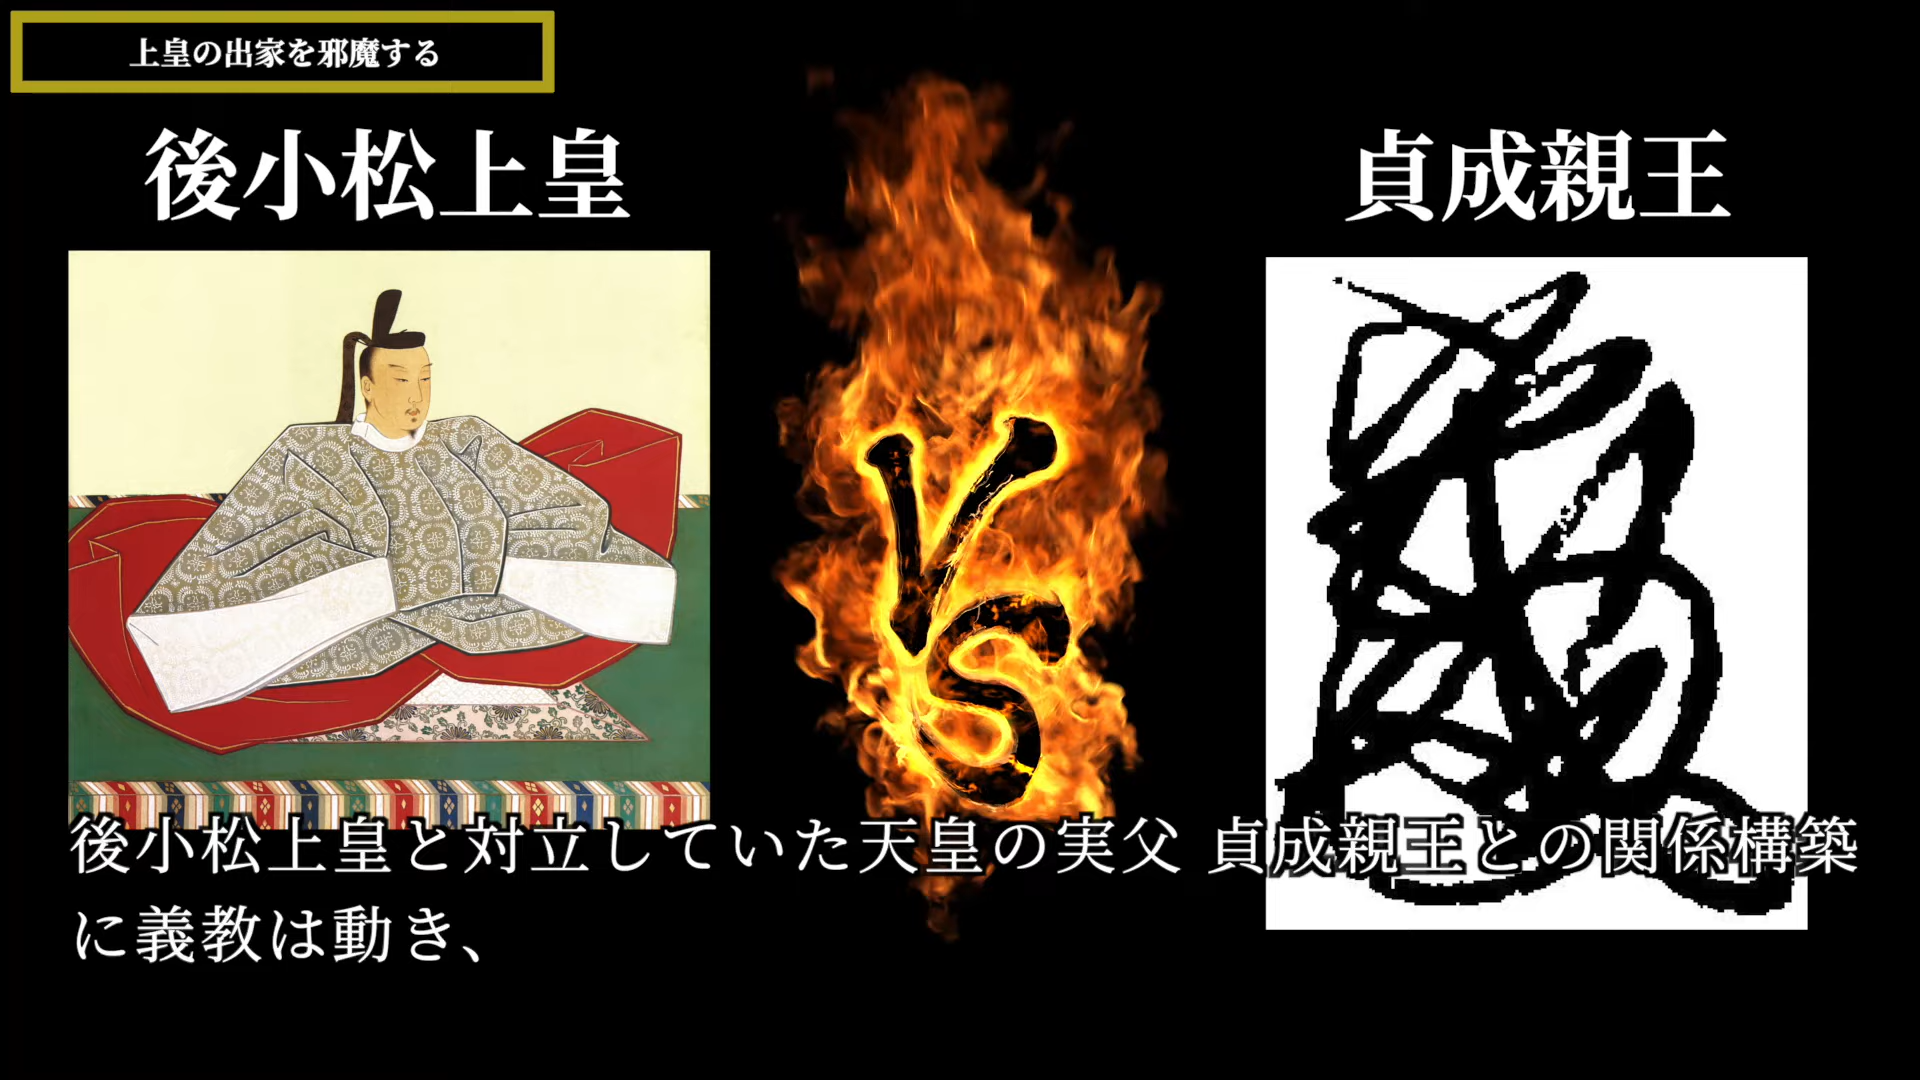 上皇の出家を邪魔する
後小松上皇
貞成親王
VS
後小松上皇と対立していた天皇の実父 貞成親王との関係構築
に義教は動き、